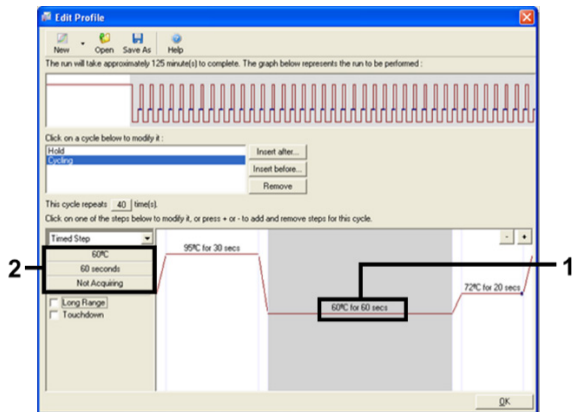 Edit Profile
New Open Save As Help
The run will take approximately 125 minute(s) to complete. The graph below represents the run to be performed :
Click on a cycle below to modify it :
Hold
Cycling
Insert after...
Insert before...
Remove
This cycle repeats 40 time(s).
Click on one of the steps below to modify it, or press + or - to add and remove steps for this cycle.
Timed Step
- +
60ºC
60 seconds
Not Acquiring
Long Range
Touchdown
95ºC for 30 secs
60ºC for 60 secs
72ºC for 20 secs
2
1
OK